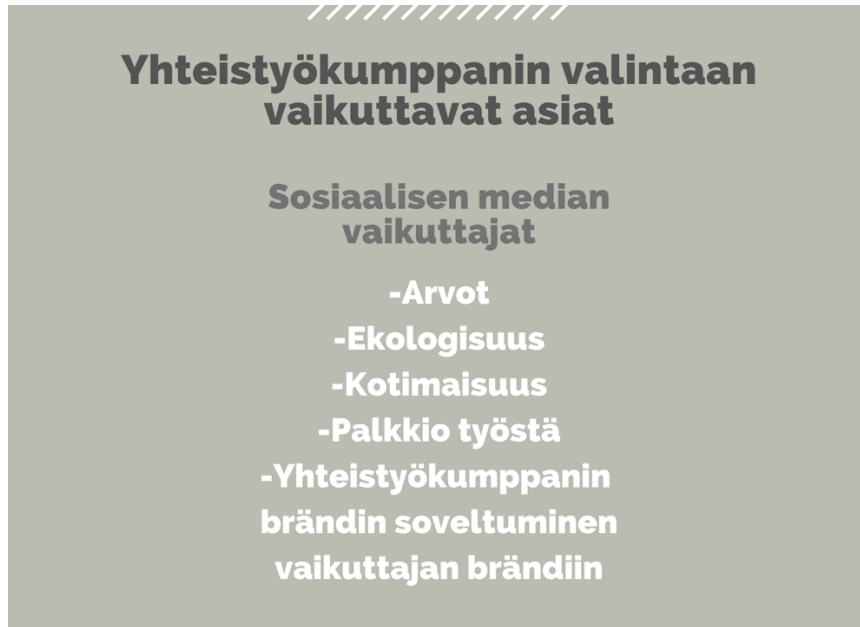 Yhteistyökumppanin valintaan
vaikuttavat asiat
Sosiaalisen median
vaikuttajat
-Arvot
-Ekologisuus
-Kotimaisuus
-Palkkio työstä
-Yhteistyökumppanin
brändin soveltuminen
vaikuttajan brändiin